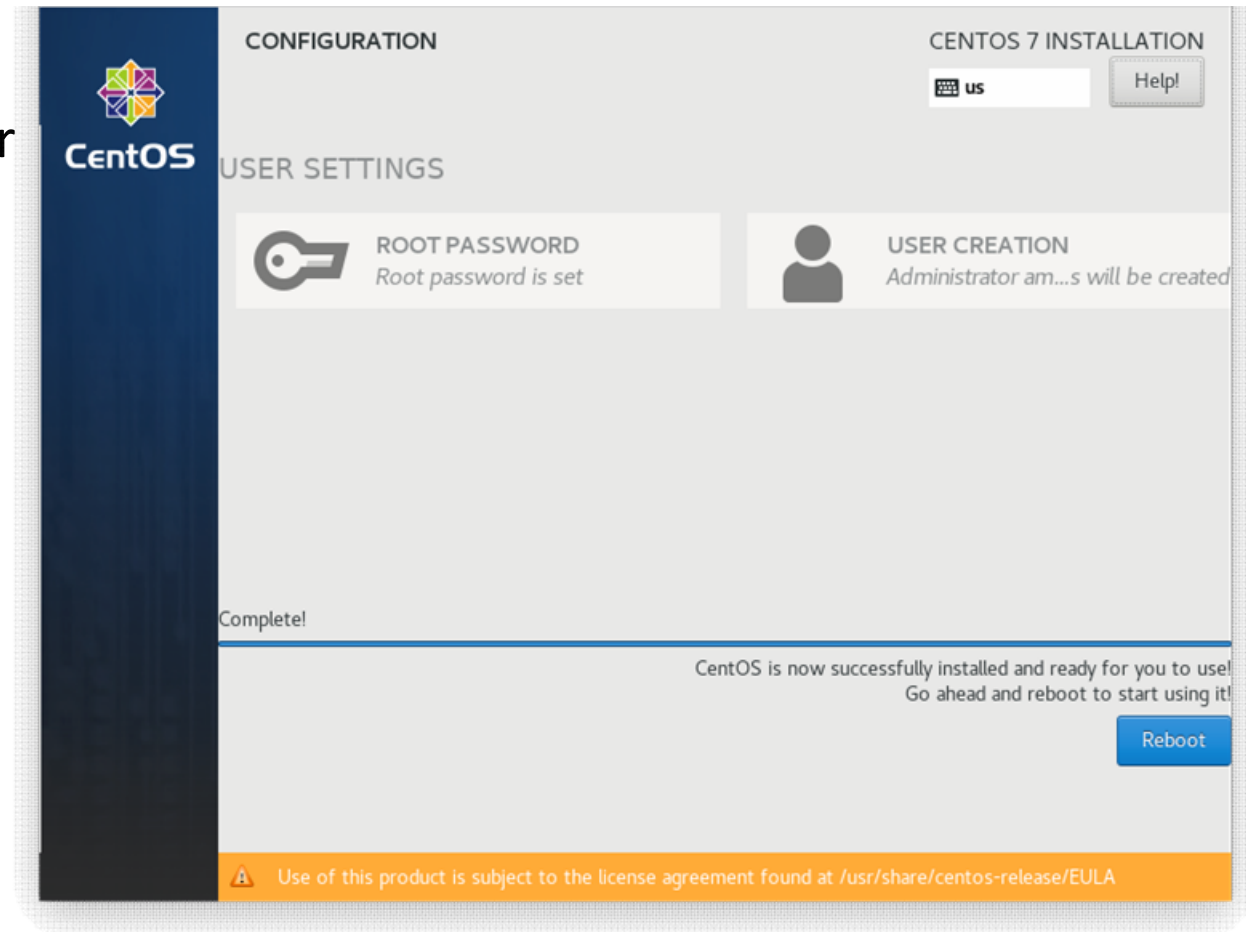 CONFIGURATION
CENTOS 7 INSTALLATION
us
Help!
r
CentOS
USER SETTINGS
ROOT PASSWORD
Root password is set
USER CREATION
Administrator am...s will be created
Complete!
CentOS is now successfully installed and ready for you to use!
Go ahead and reboot to start using it!
Reboot
Use of this product is subject to the license agreement found at /usr/share/centos-release/EULA